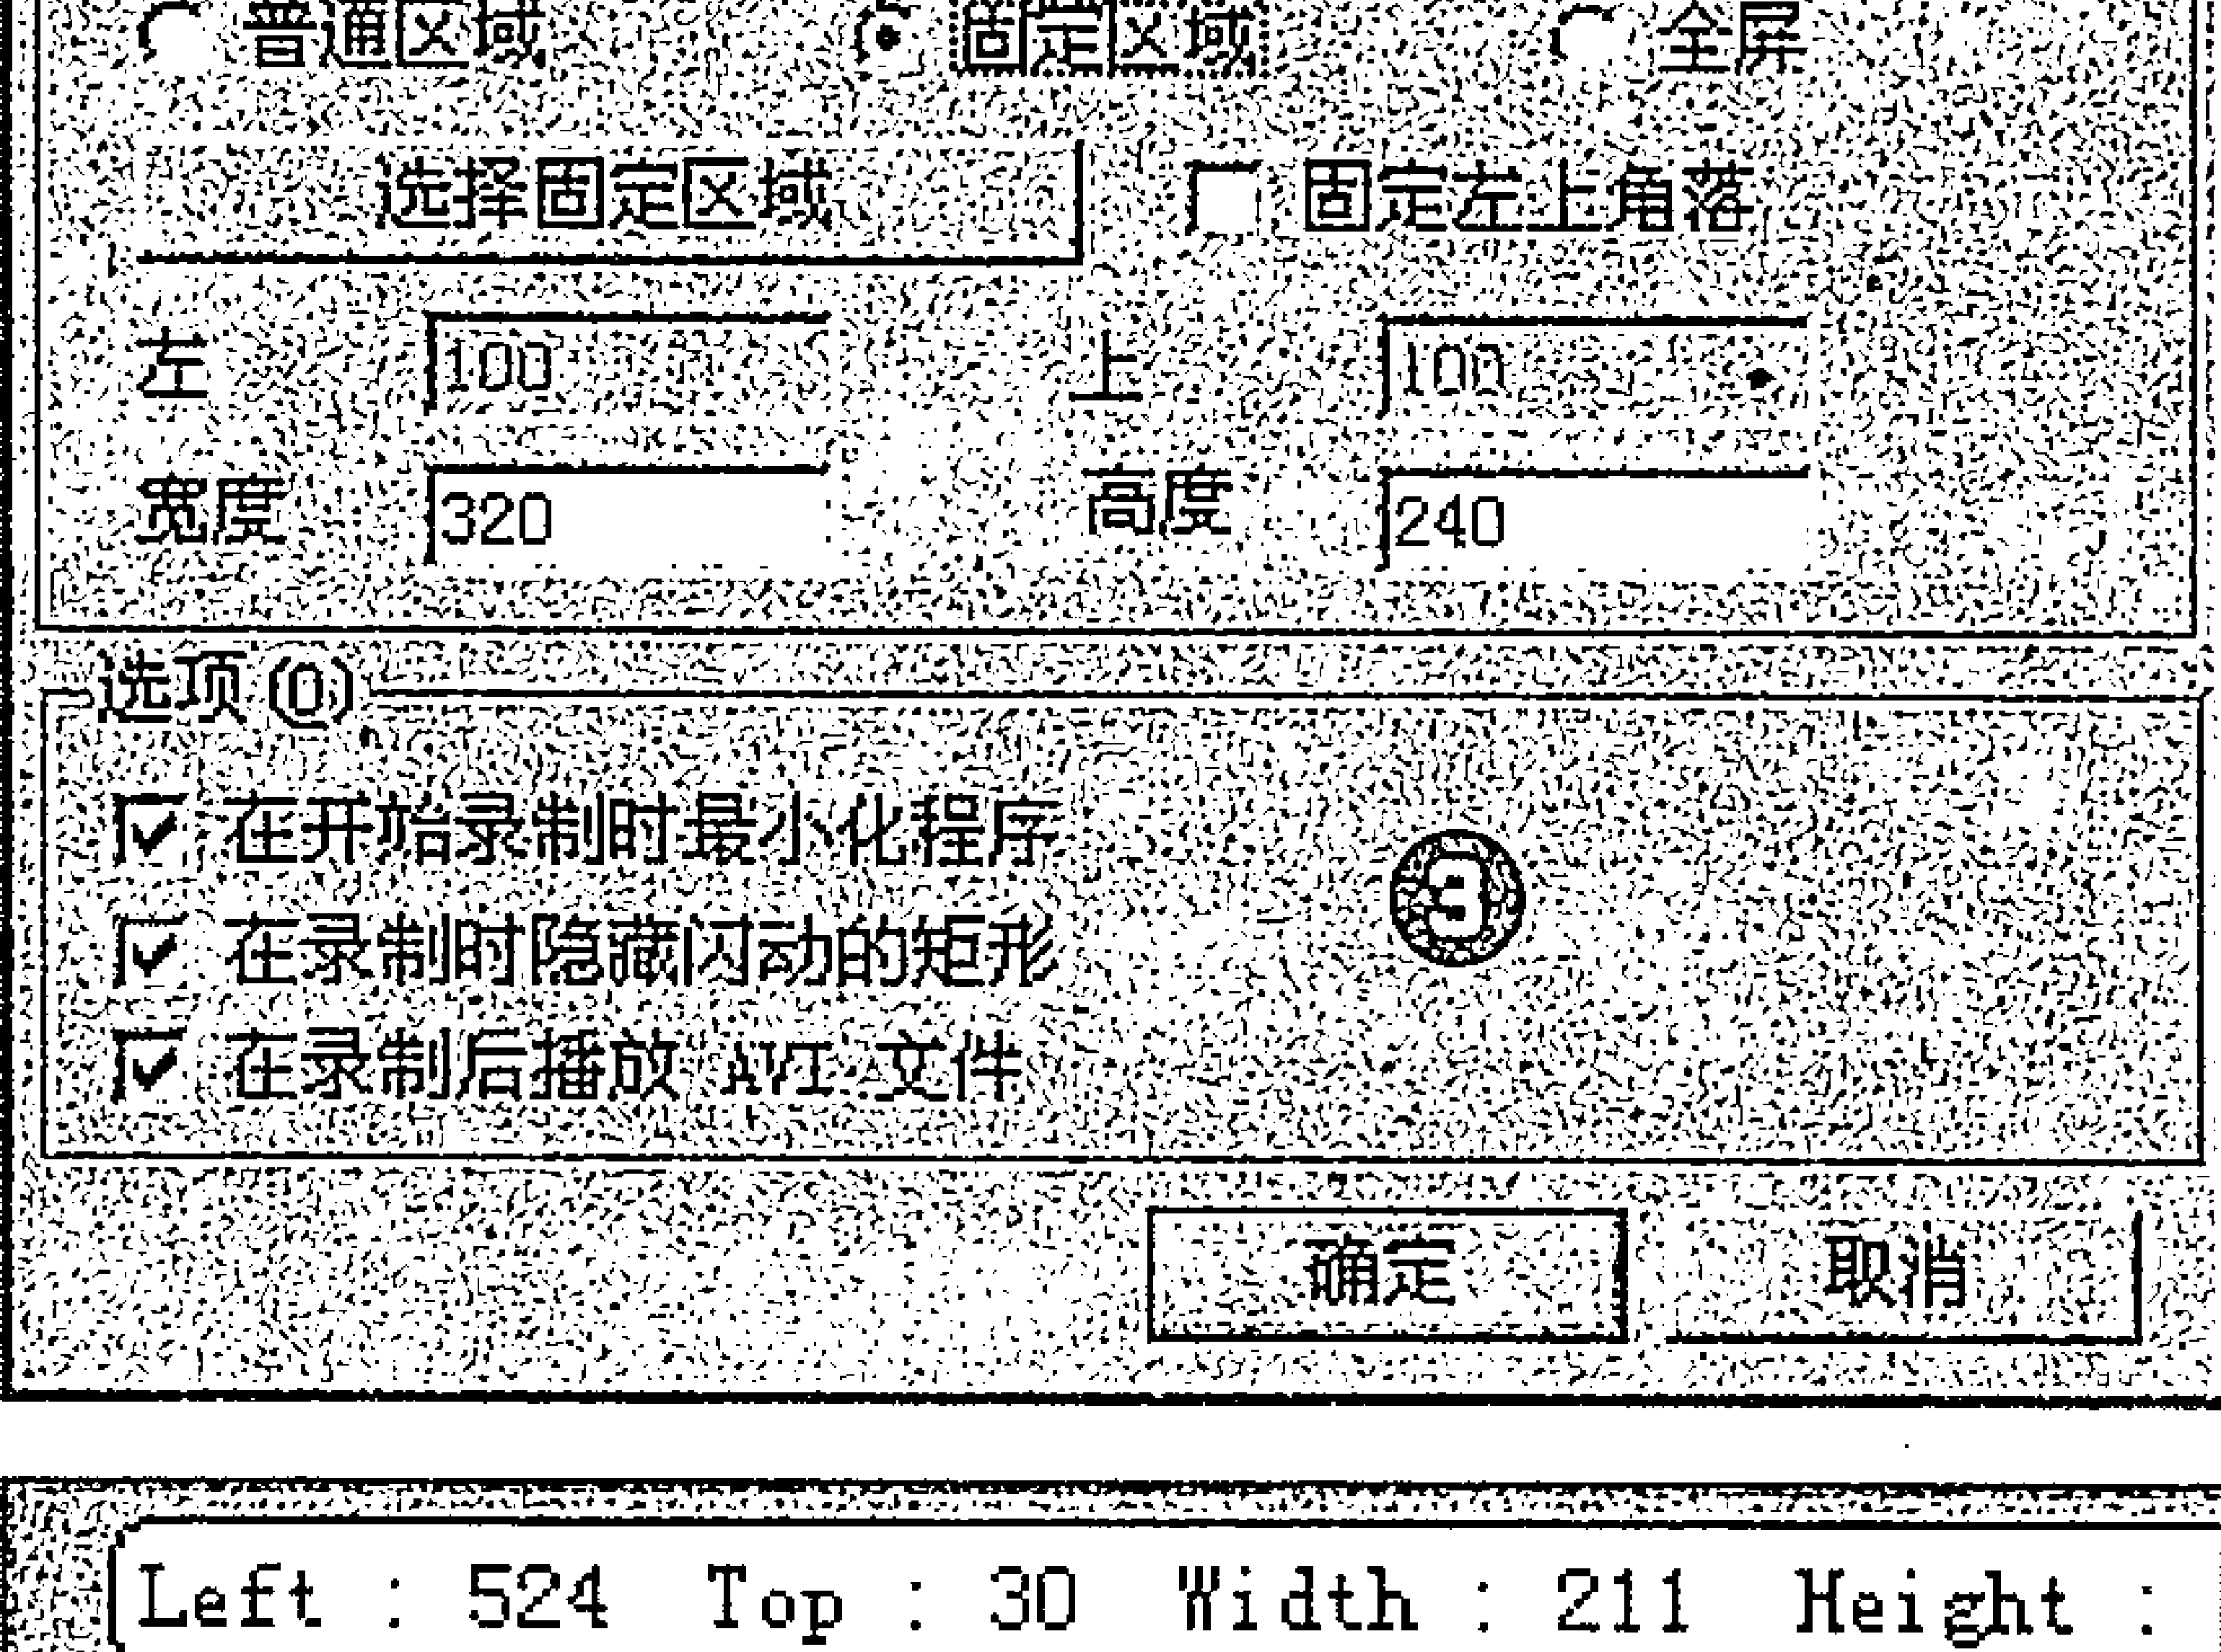 普通区域 固定区域 全屏
选择固定区域 固定左上角落
左 100 上 100
宽度 320 高度 240
选项(O)
在开始录制时最小化程序
3
在录制时隐藏闪动的矩形
在录制后播放 AVI 文件
确定 取消
Left : 524 Top : 30 Width : 211 Height :